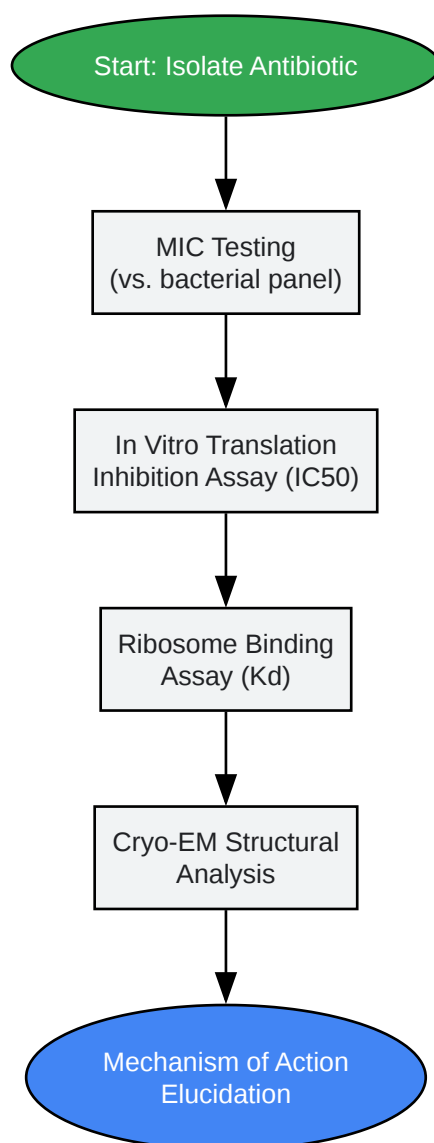 Start: Isolate Antibiotic
MIC Testing
(vs. bacterial panel)
In Vitro Translation
Inhibition Assay (IC50)
Ribosome Binding
Assay (Kd)
Cryo-EM Structural
Analysis
Mechanism of Action
Elucidation